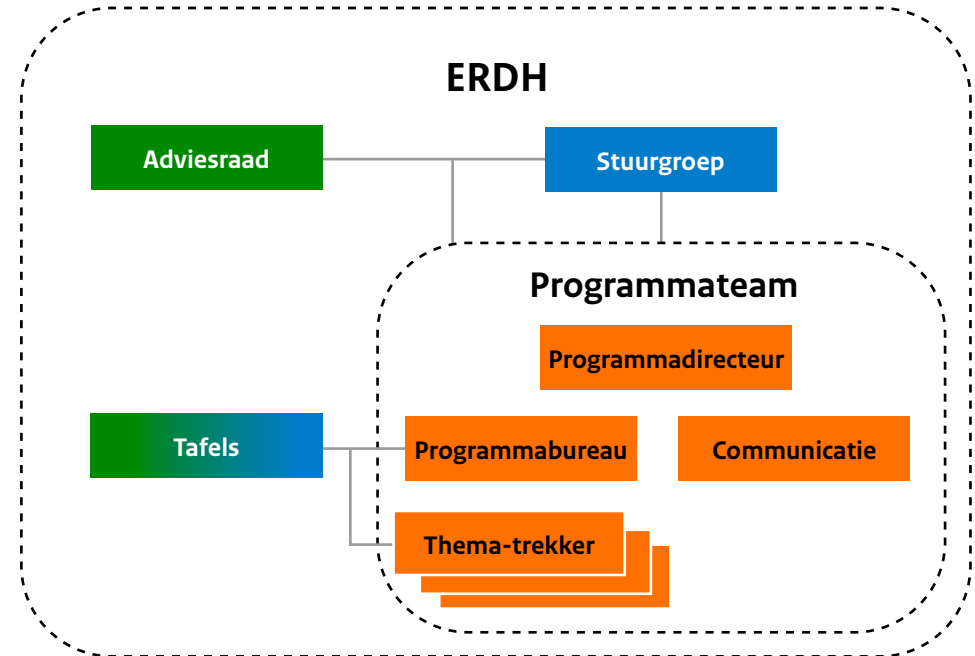 ERDH
Adviesraad
Stuurgroep
Programmateam
Programmadirecteur
Tafels
Programmabureau
Communicatie
Thema-trekker